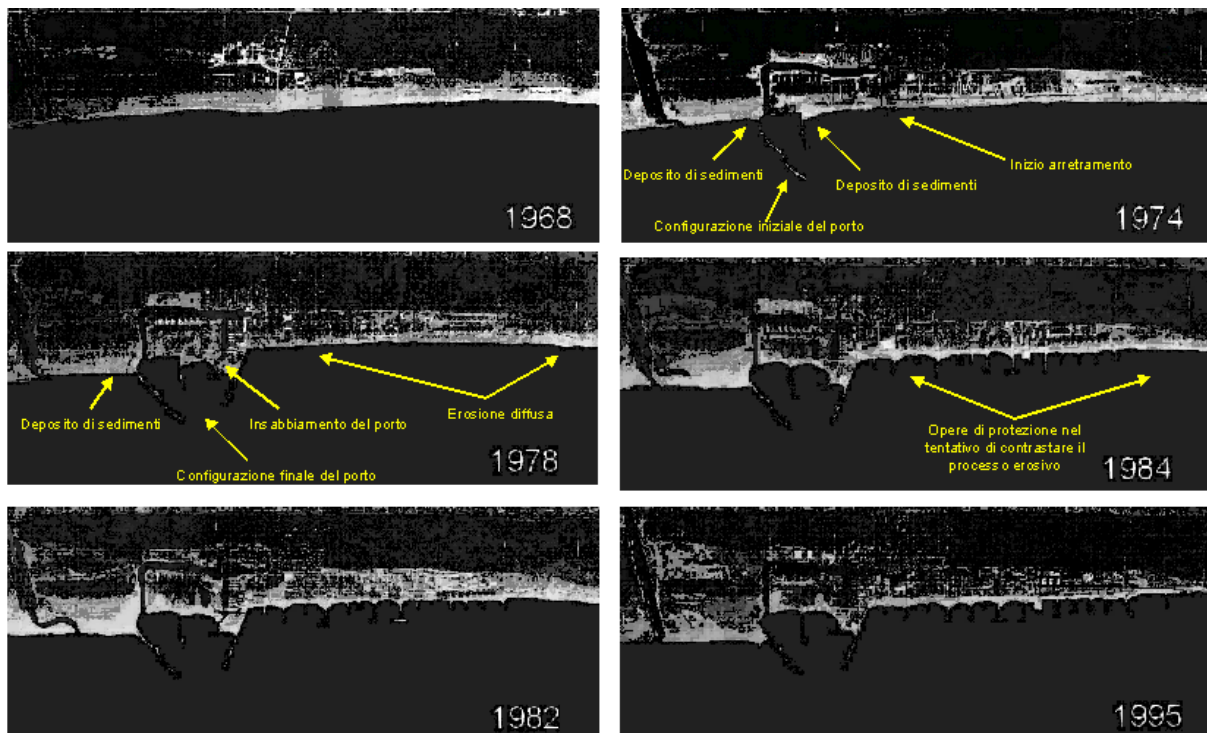 1968
Deposito di sedimenti
Deposito di sedimenti
Inizio arretramento
Configurazione iniziale del porto
1974
Deposito di sedimenti
Insabbiamento del porto
Erosione diffusa
Configurazione finale del porto
1978
Opere di protezione nel
tentativo di contrastare il
processo erosivo
1984
1982
1995